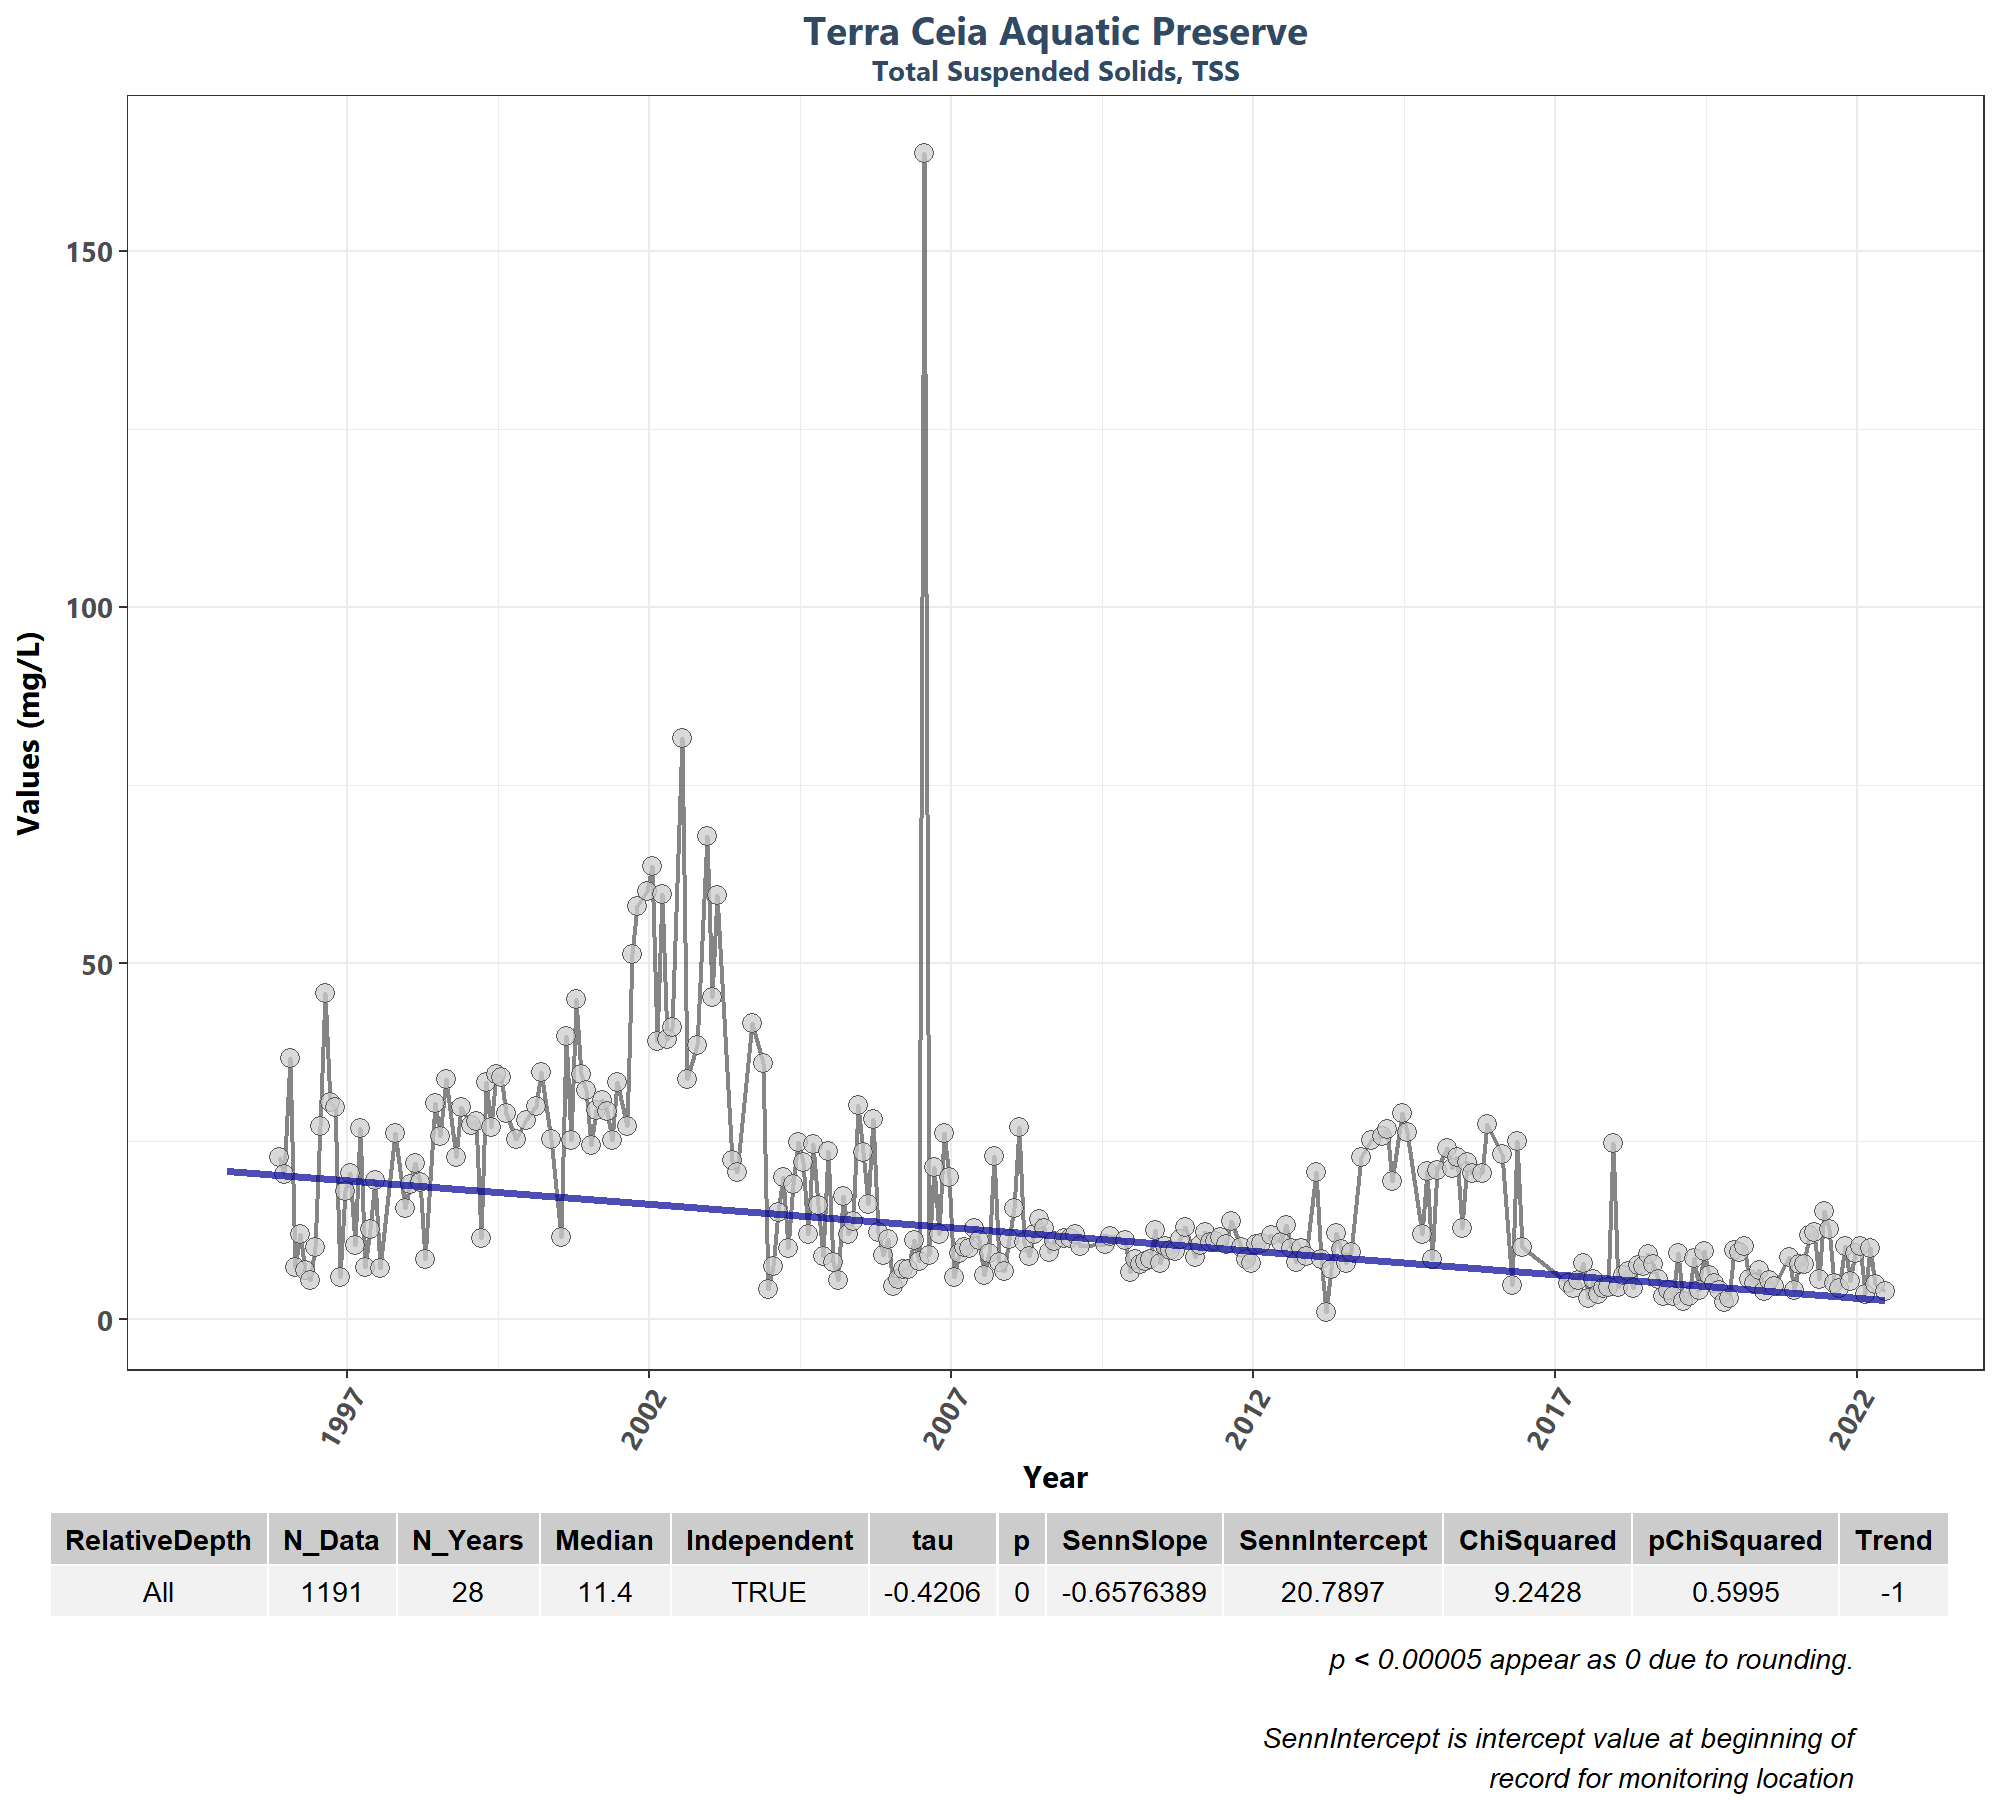 Terra Ceia Aquatic Preserve
Total Suspended Solids, TSS
Values (mg/L)
150
100
50
0
1997
2002
2007
2012
2017
2022
Year
RelativeDepth N_Data N_Years Median Independent tau p SennSlope SennIntercept ChiSquared pChiSquared Trend
All 1191 28 11.4 TRUE -0.4206 0 -0.6576389 20.7897 9.2428 0.5995 -1
p < 0.00005 appear as 0 due to rounding.
SennIntercept is intercept value at beginning of
record for monitoring location